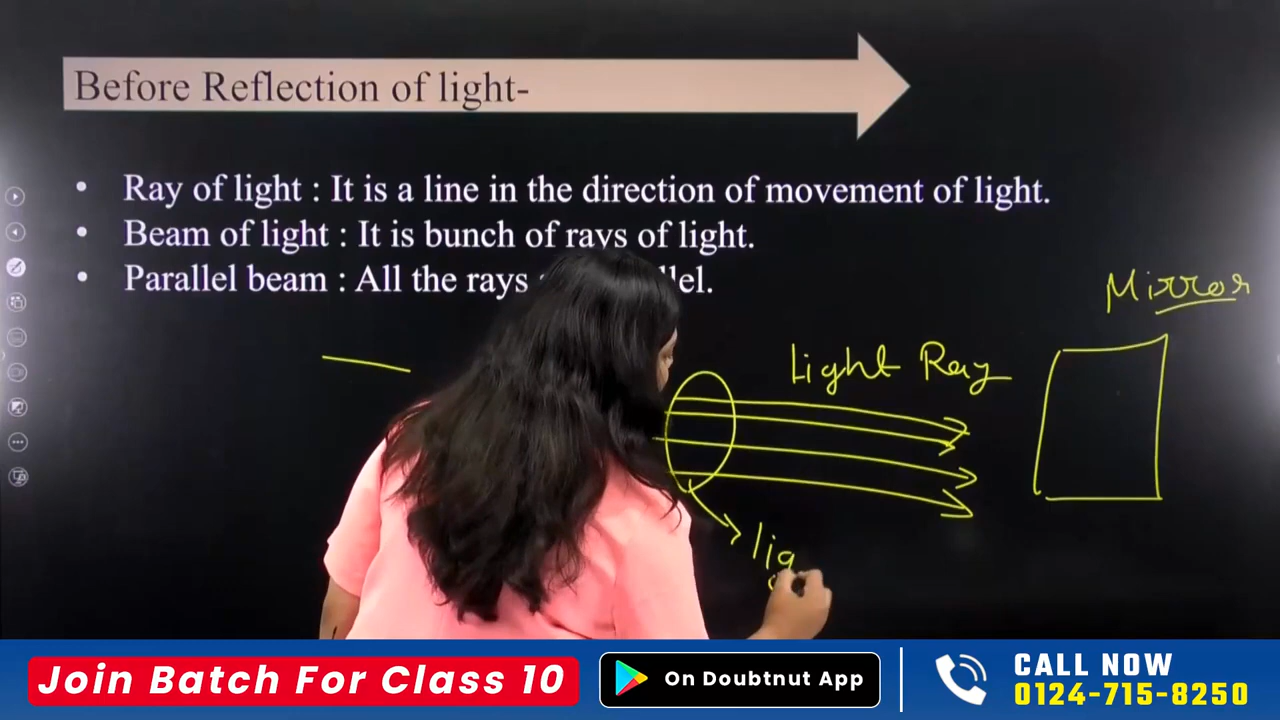 Before Reflection of light-
• Ray of light : It is a line in the direction of movement of light.
• Beam of light : It is bunch of rays of light.
• Parallel beam : All the rays llel.
Mirror
Light Ray
lig
Join Batch For Class 10
On Doubtnut App
CALL NOW
0124-715-8250